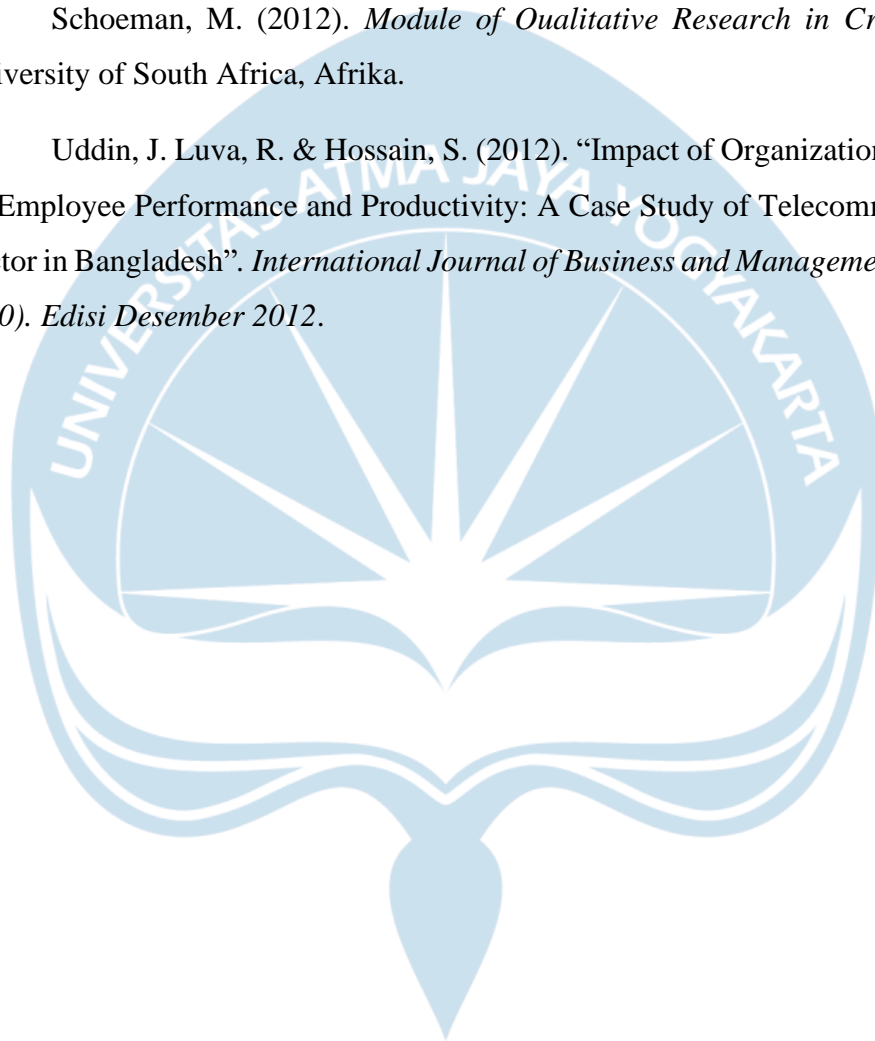 Schoeman, M. (2012). Module of Oualitative Research in Cr
iversity of South Africa, Afrika.
Uddin, J. Luva, R. & Hossain, S. (2012). “Impact of Organization
Employee Performance and Productivity: A Case Study of Telecomm
tor in Bangladesh”. International Journal of Business and Manageme
0). Edisi Desember 2012.
UNIVERSITAS ATMA JAYA YOGYAKARTA